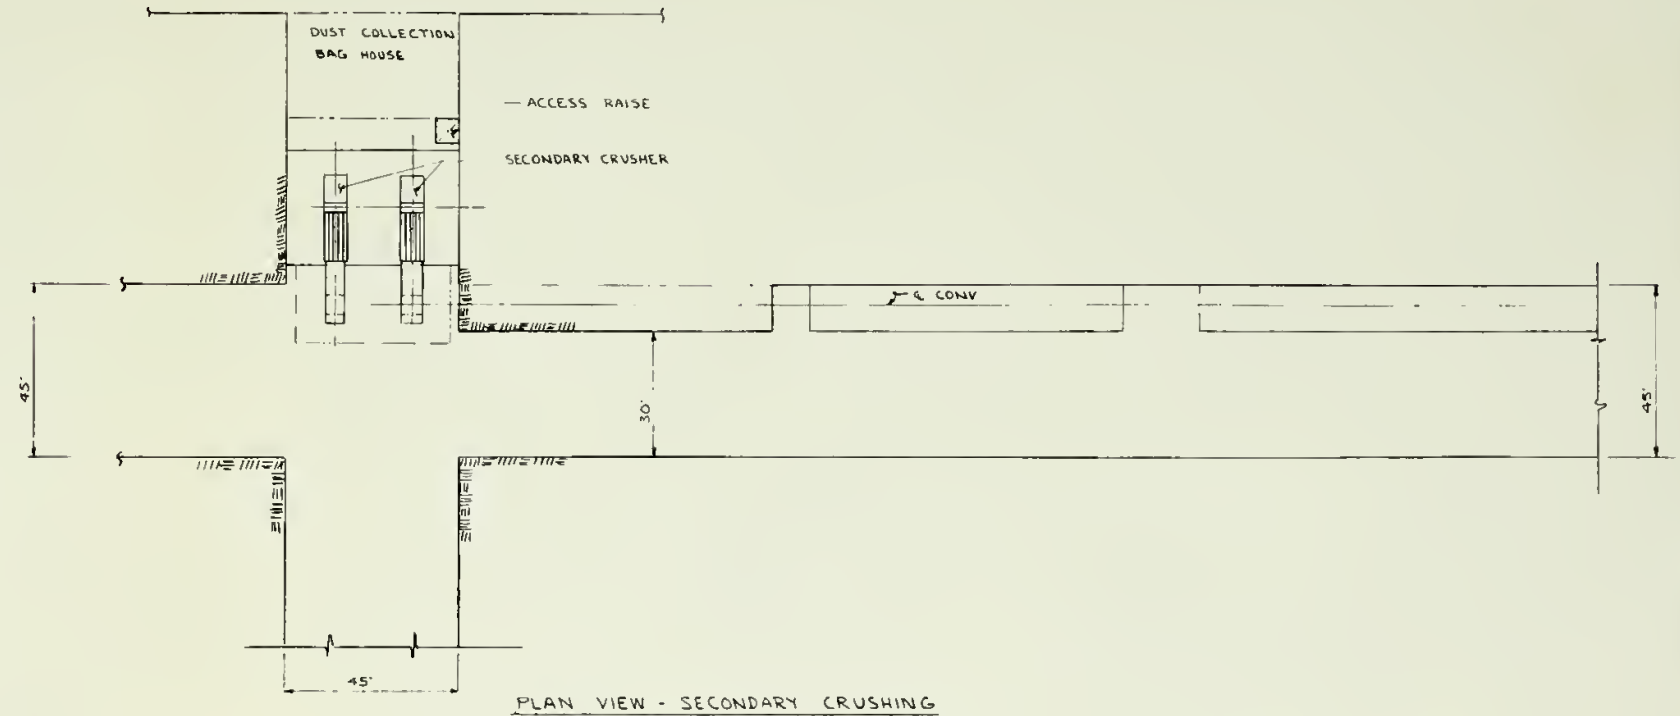 DUST COLLECTION
BAG HOUSE
ACCESS RAISE
SECONDARY CRUSHER
℄ CONV
45'
30'
45'
45'
PLAN VIEW - SECONDARY CRUSHING